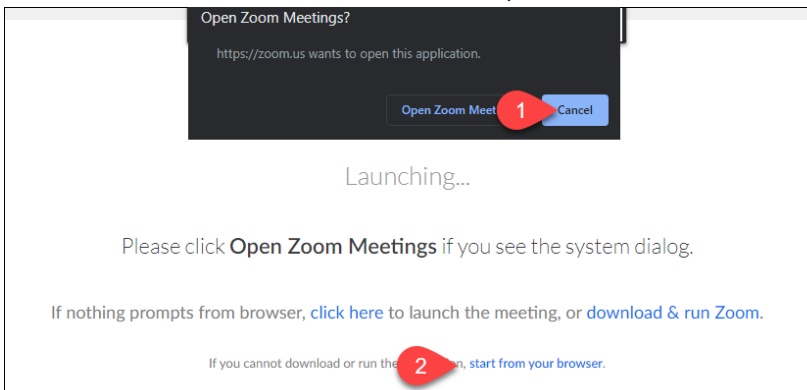 Open Zoom Meetings?
https://zoom.us wants to open this application.
Open Zoom Meet 1 Cancel
Launching...
Please click Open Zoom Meetings if you see the system dialog.
If nothing prompts from browser, click here to launch the meeting, or download & run Zoom.
If you cannot download or run the 2 n, start from your browser.